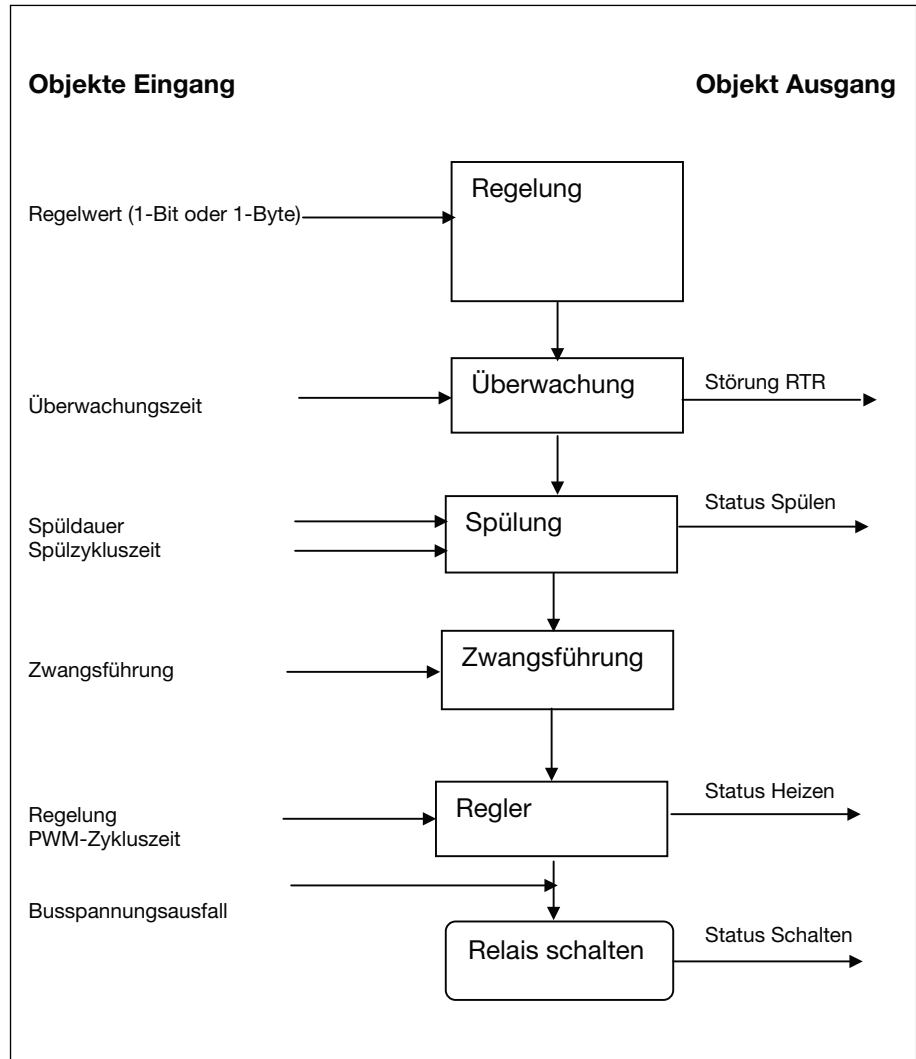 Objekte Eingang
Objekt Ausgang
Regelung
Regelwert (1-Bit oder 1-Byte)
Überwachung
Störung RTR
Überwachungszeit
Spülung
Status Spülen
Spüldauer
Spülzykluszeit
Zwangsführung
Zwangsführung
Regler
Status Heizen
Regelung
PWM-Zykluszeit
Busspannungsausfall
Relais schalten
Status Schalten